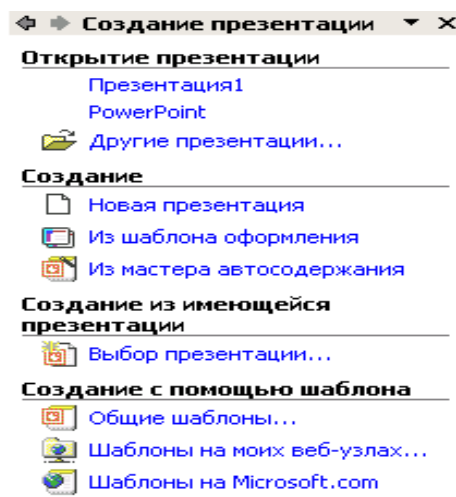 Создание презентации
Открытие презентации
Презентация1
PowerPoint
Другие презентации...
Создание
Новая презентация
Из шаблона оформления
Из мастера автосодержания
Создание из имеющейся
презентации
Выбор презентации...
Создание с помощью шаблона
Общие шаблоны...
Шаблоны на моих веб-узлах...
Шаблоны на Microsoft.com